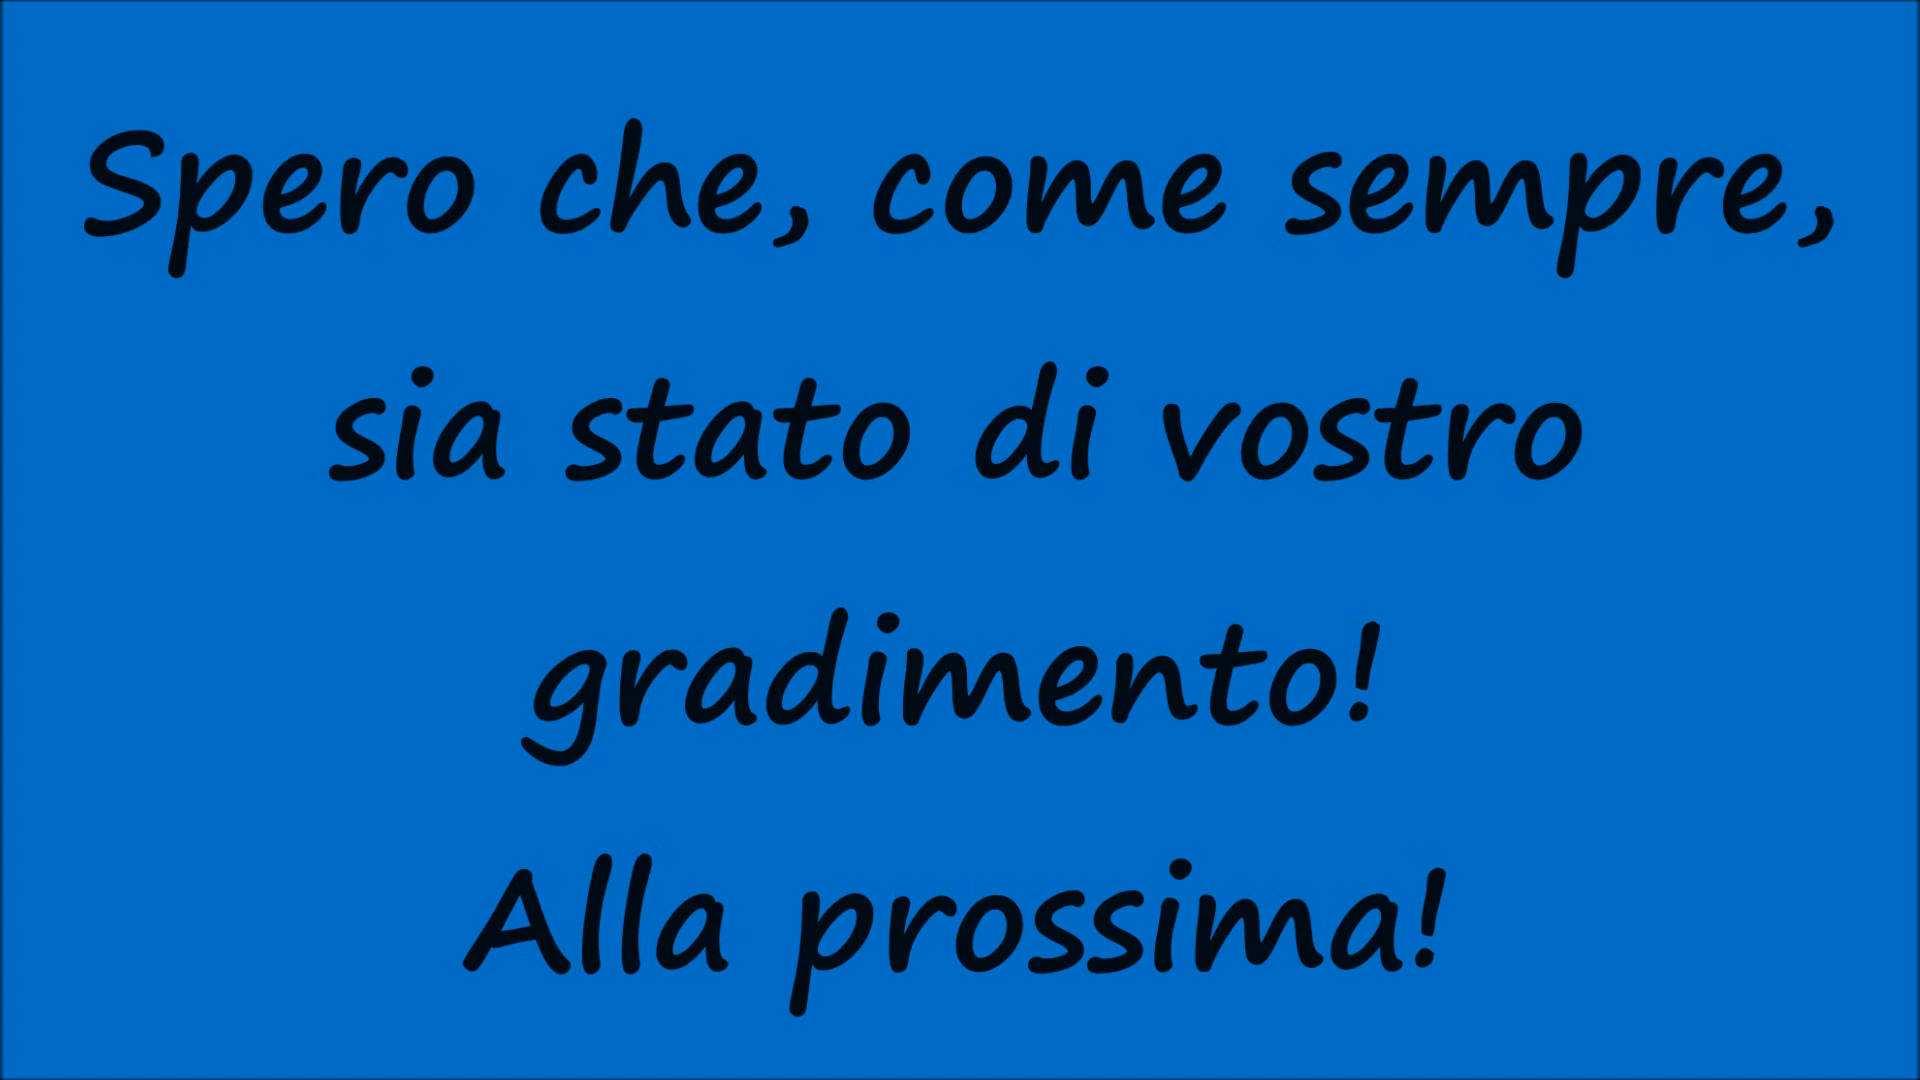 Spero che, come sempre,
sia stato di vostro
gradimento!
Alla prossima!